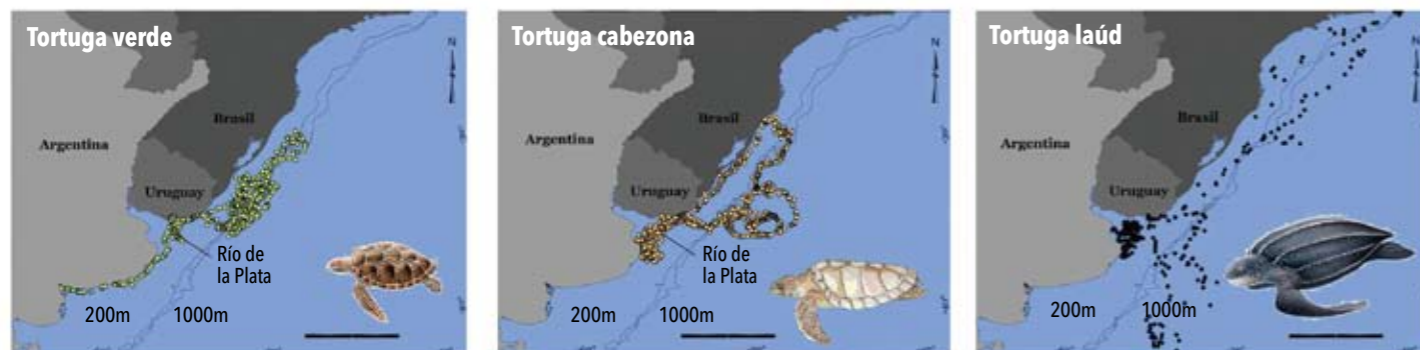 Tortuga verde
N
Brasil
Argentina
Uruguay
Río de
la Plata
200m 1000m
Tortuga cabezona
N
Brasil
Argentina
Uruguay
Río de
la Plata
200m 1000m
Tortuga laúd
N
Brasil
Argentina
Uruguay
200m 1000m